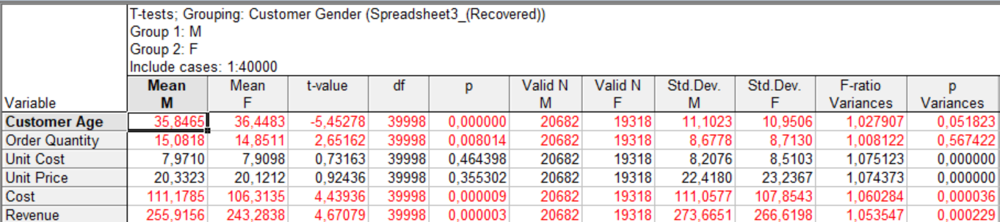 T-tests; Grouping: Customer Gender (Spreadsheet3_(Recovered))
Group 1: M
Group 2: F
Include cases: 1:40000
Variable Mean M Mean F t-value df p Valid N M Valid N F Std.Dev. M Std.Dev. F F-ratio Variances p Variances
Customer Age 35,8465 36,4483 -5,45278 39998 0,000000 20682 19318 11,1023 10,9506 1,027907 0,051823
Order Quantity 15,0818 14,8511 2,65162 39998 0,008014 20682 19318 8,6778 8,7130 1,008122 0,567422
Unit Cost 7,9710 7,9098 0,73163 39998 0,464398 20682 19318 8,2076 8,5103 1,075123 0,000000
Unit Price 20,3323 20,1212 0,92436 39998 0,355302 20682 19318 22,4180 23,2367 1,074373 0,000000
Cost 111,1785 106,3135 4,43936 39998 0,000009 20682 19318 111,0577 107,8543 1,060284 0,000036
Revenue 255,9156 243,2838 4,67079 39998 0,000003 20682 19318 273,6651 266,6198 1,053547 0,000229